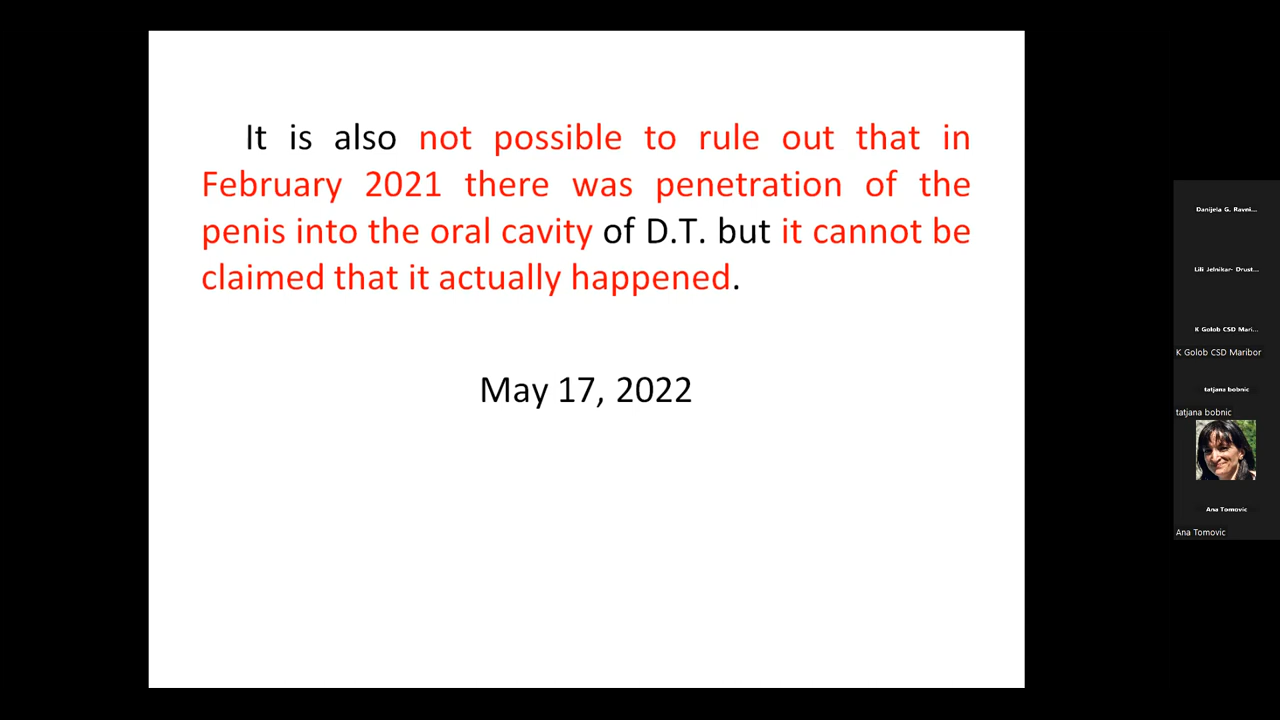 It is also not possible to rule out that in
February 2021 there was penetration of the
penis into the oral cavity of D.T. but it cannot be
claimed that it actually happened.
May 17, 2022
Danijela G. Ravni...
Lili Jelnikar- Drust...
K Golob CSD Mari...
K Golob CSD Maribor
tatjana bobnic
tatjana bobnic
Ana Tomovic
Ana Tomovic